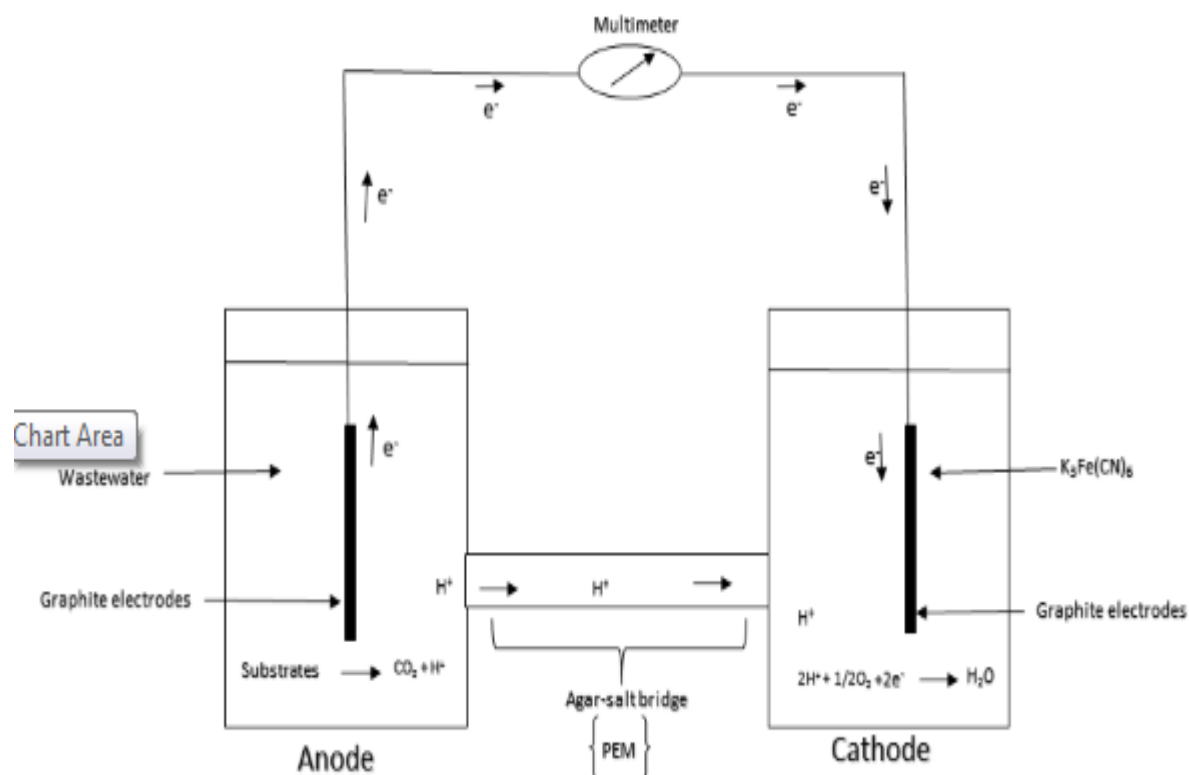 Multimeter
e⁻
e⁻
e⁻
e⁻
Chart Area
Wastewater
e⁻
e⁻
K₃Fe(CN)₆
Graphite electrodes
H⁺
H⁺
H⁺
Graphite electrodes
Substrates → CO₂ + H⁺
2H⁺ + 1/2O₂ +2e⁻ → H₂O
Agar-salt bridge
{ PEM }
Anode
Cathode